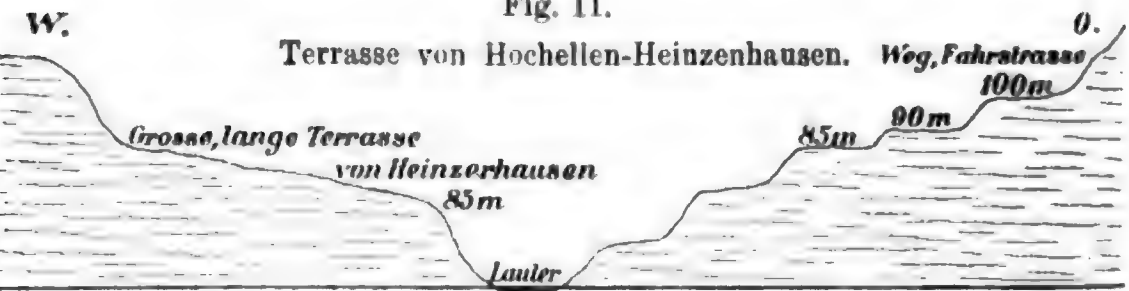 Fig. 11.
W.
O.
Terrasse von Hochellen-Heinzenhausen.
Weg, Fahrstrasse
100m
90m
85m
Grosse, lange Terrasse
von Heinzerhausen
85m
Lauter